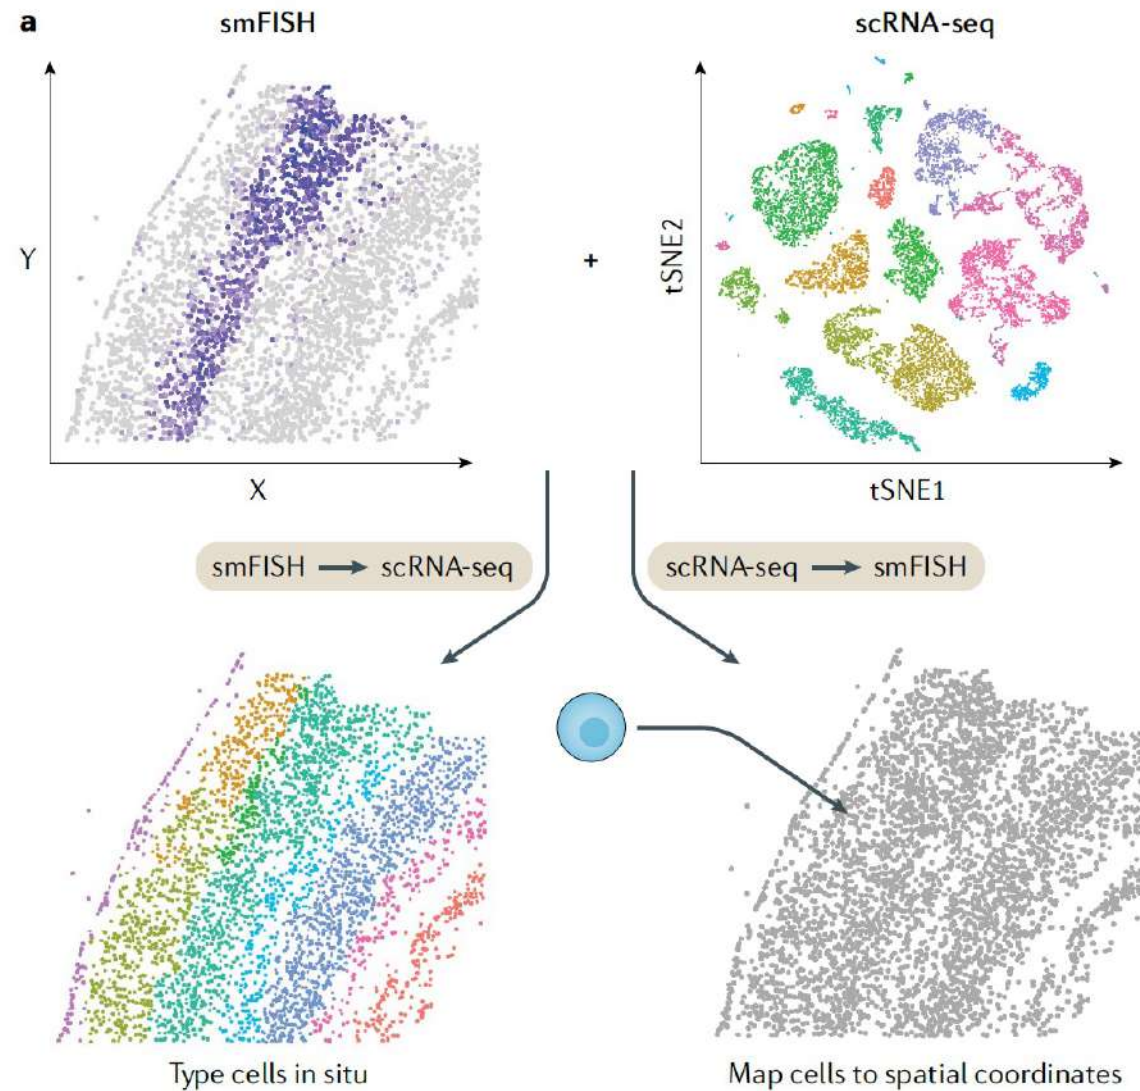 a
smFISH
scRNA-seq
Y
X
+
tSNE2
tSNE1
smFISH → scRNA-seq
scRNA-seq → smFISH
Type cells in situ
Map cells to spatial coordinates